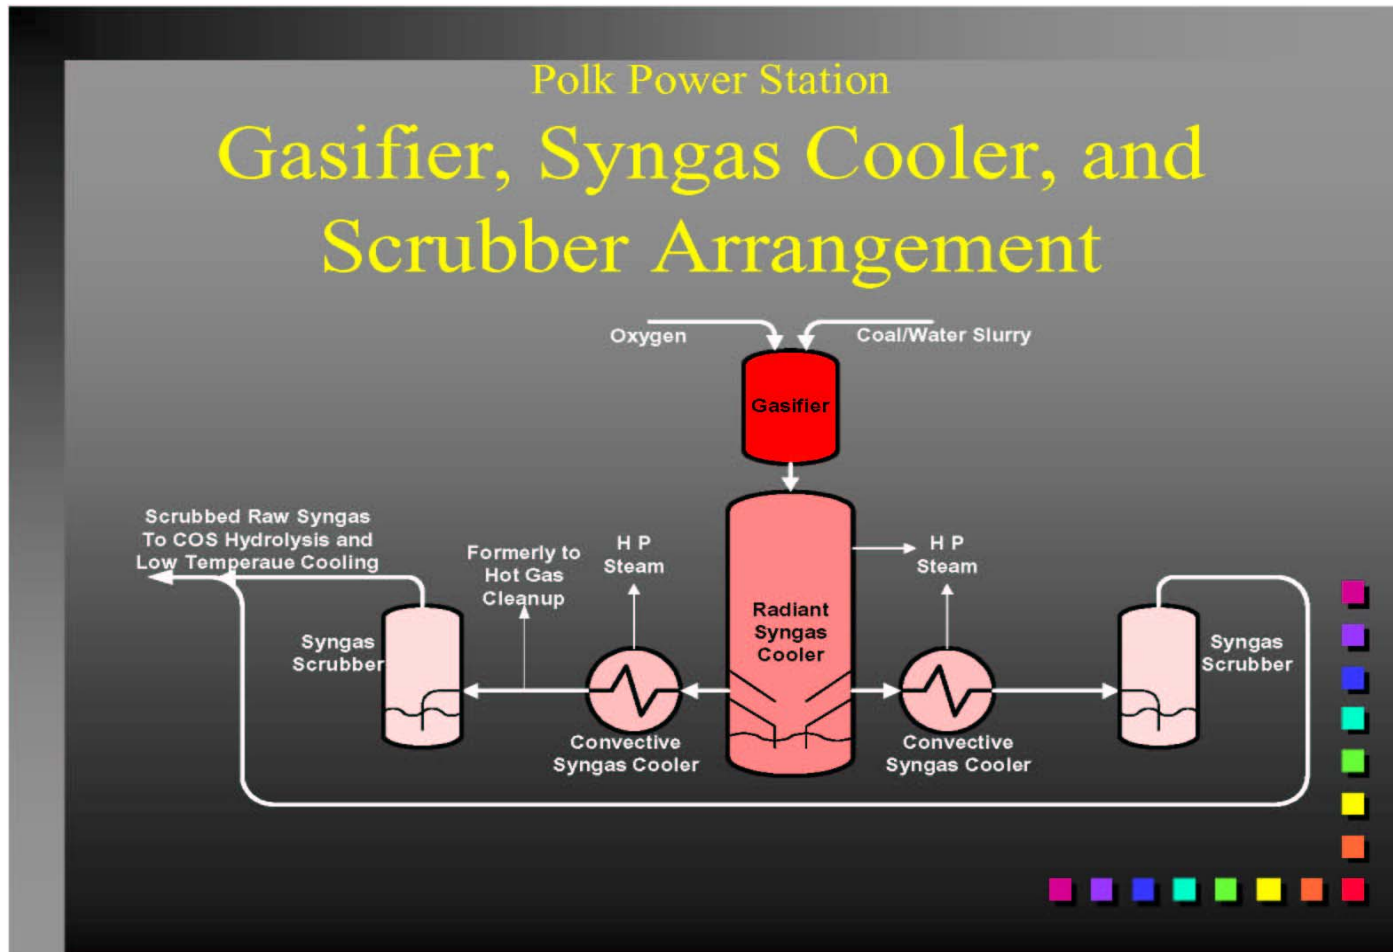 Polk Power Station
Gasifier, Syngas Cooler, and
Scrubber Arrangement
Oxygen
Coal/Water Slurry
Gasifier
Scrubbed Raw Syngas
To COS Hydrolysis and
Low Temperaue Cooling
Formerly to
Hot Gas
Cleanup
H P
Steam
H P
Steam
Radiant
Syngas
Cooler
Syngas
Scrubber
Syngas
Scrubber
Convective
Syngas Cooler
Convective
Syngas Cooler